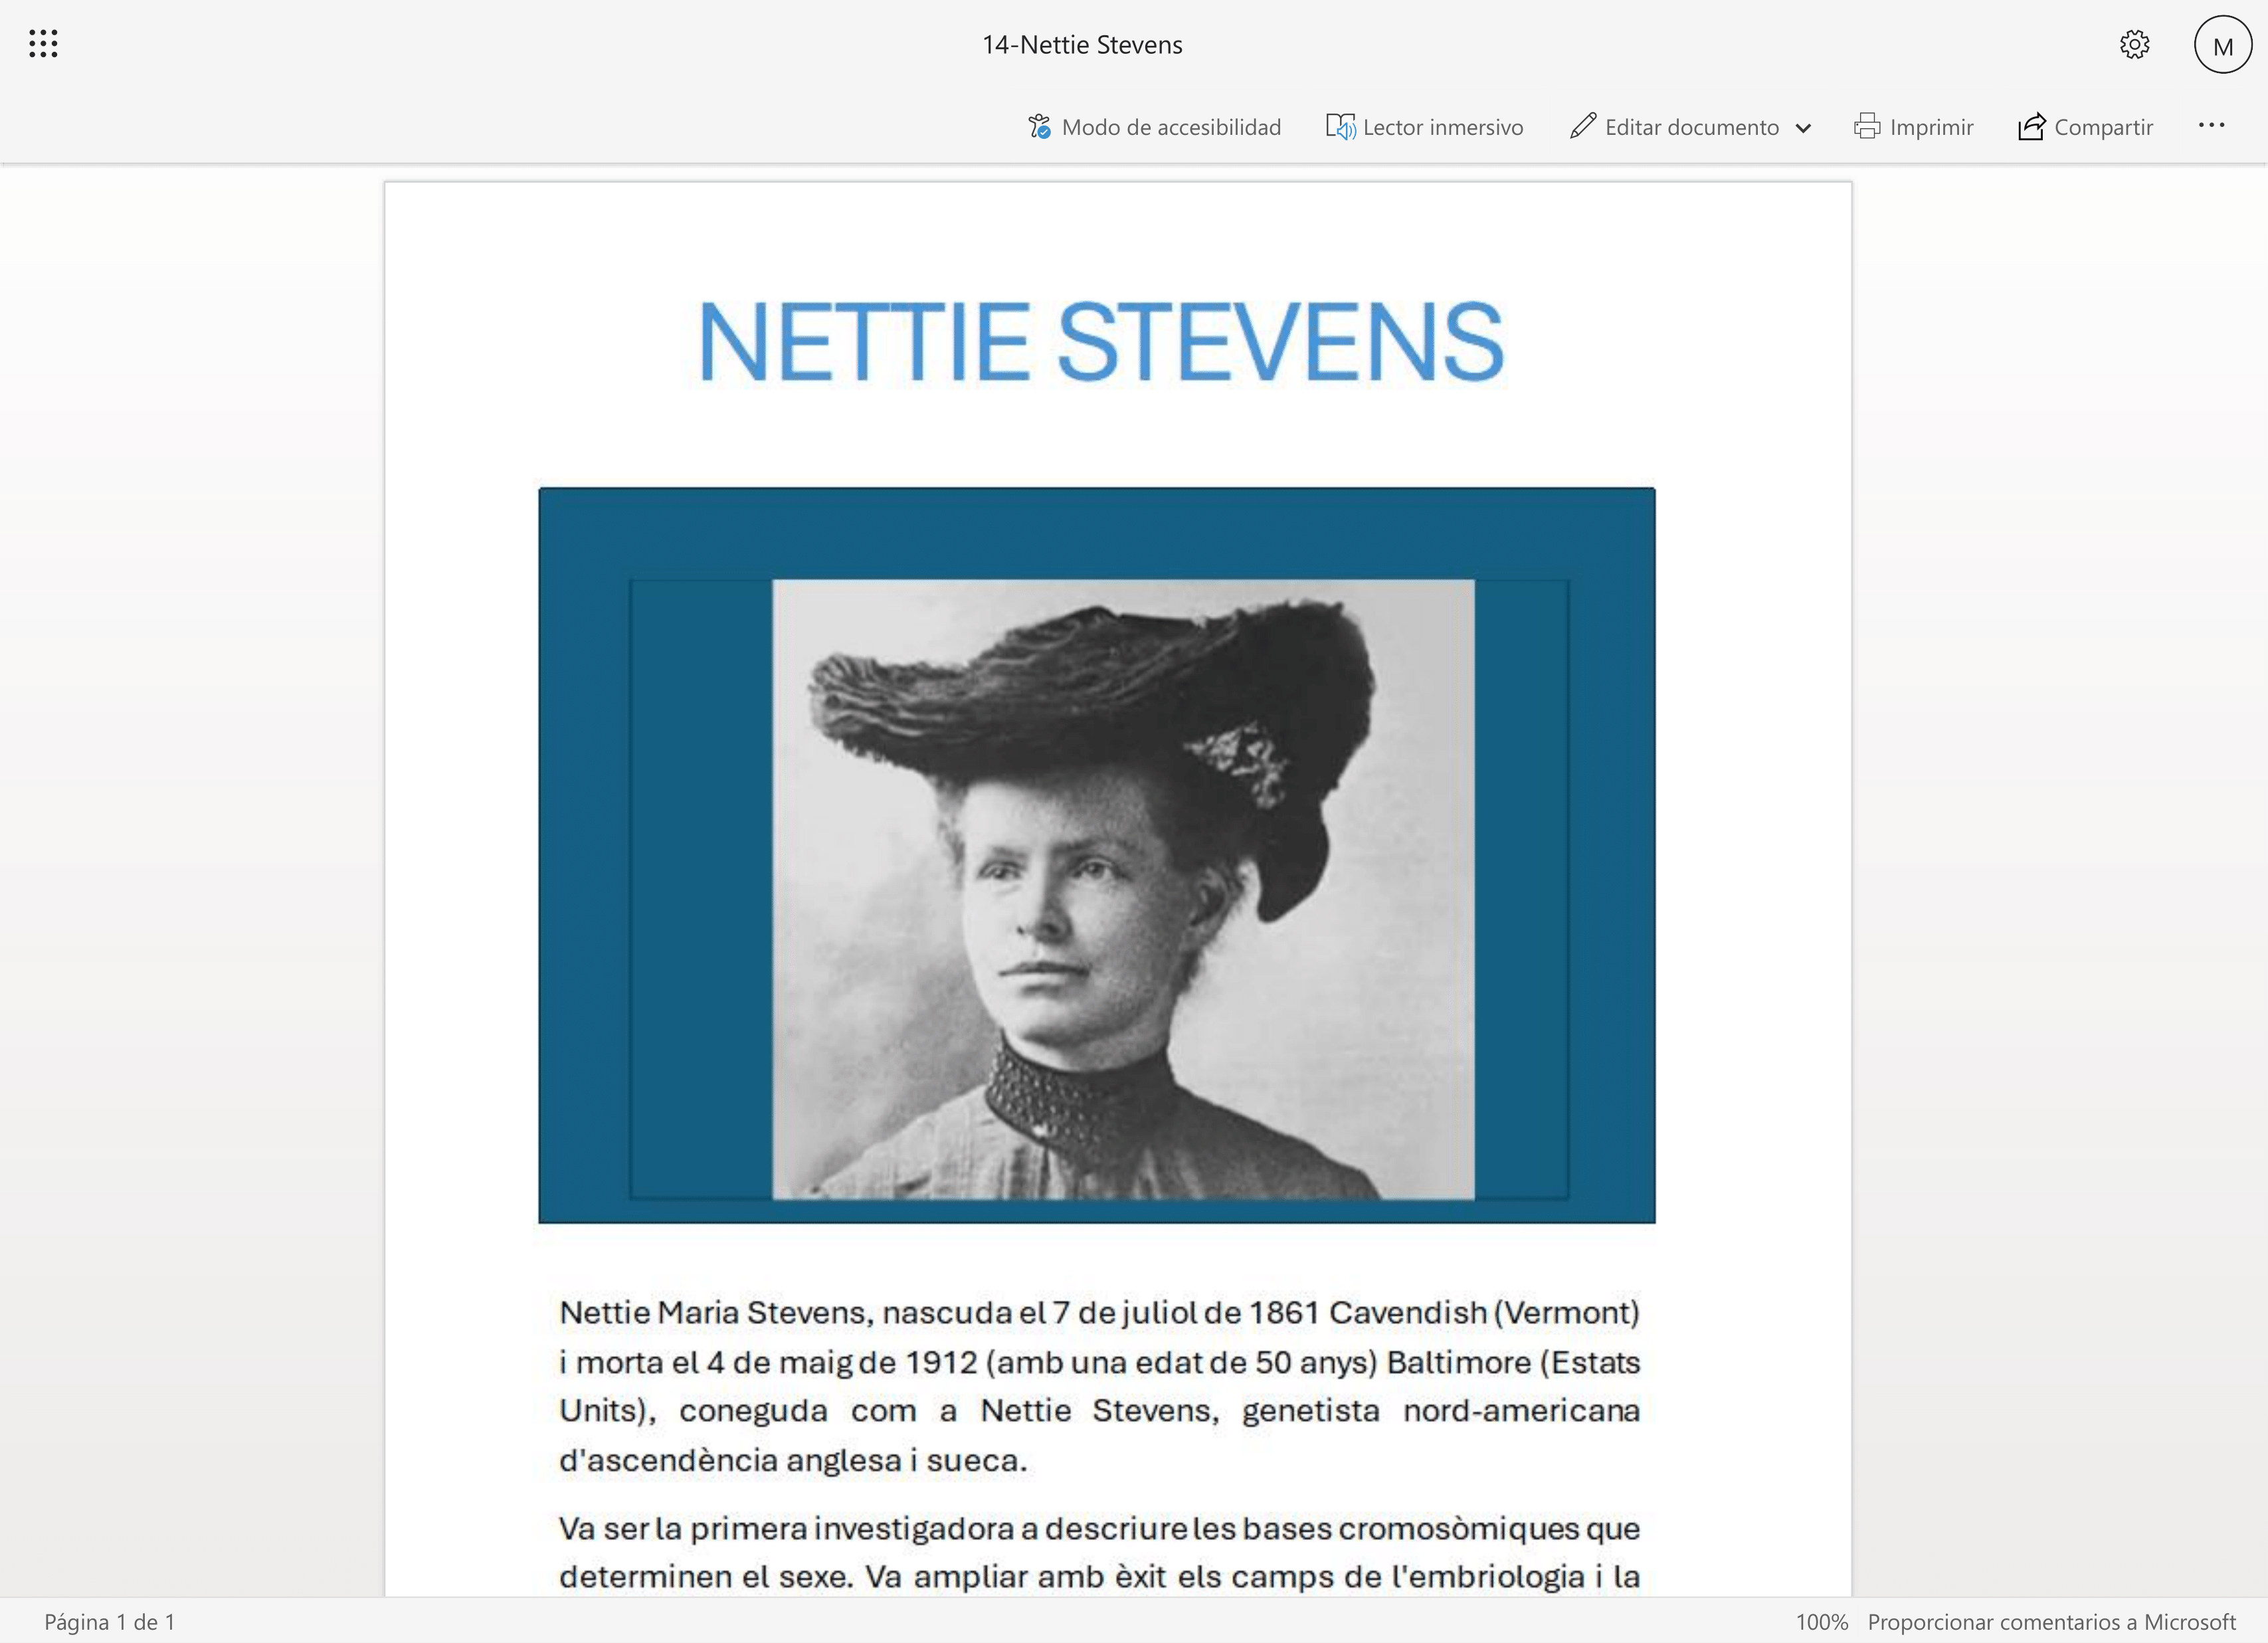 14-Nettie Stevens
M
Modo de accesibilidad
Lector inmersivo
Editar documento
Imprimir
Compartir
NETTIE STEVENS
Nettie Maria Stevens, nascuda el 7 de juliol de 1861 Cavendish (Vermont)
i morta el 4 de maig de 1912 (amb una edat de 50 anys) Baltimore (Estats
Units), coneguda com a Nettie Stevens, genetista nord-americana
d'ascendència anglesa i sueca.
Va ser la primera investigadora a descriure les bases cromosòmiques que
determinen el sexe. Va ampliar amb èxit els camps de l'embriologia i la
Página 1 de 1
100% Proporcionar comentarios a Microsoft